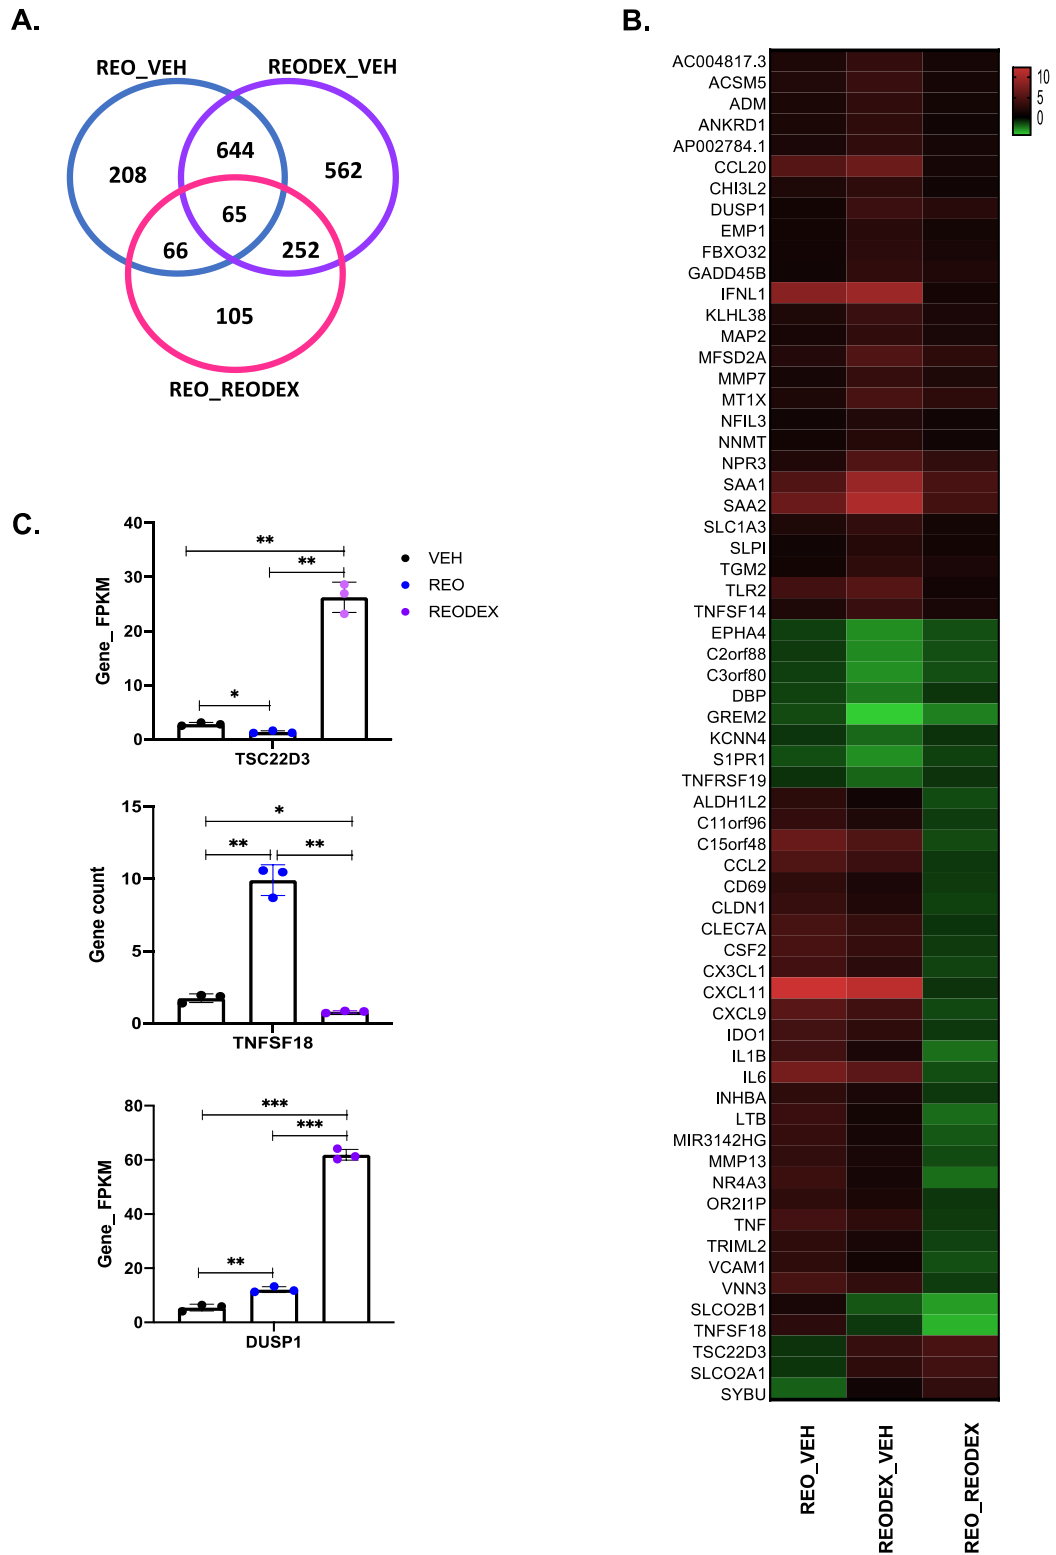 A.
REO_VEH
REODEX_VEH
644
208
562
65
66
252
105
REO_REODEX
B.
AC004817.3
ACSM5
ADM
ANKRD1
AP002784.1
CCL20
CHI3L2
DUSP1
EMP1
FBXO32
GADD45B
IFNL1
KLHL38
MAP2
MFSD2A
MMP7
MT1X
NFIL3
NNMT
NPR3
SAA1
SAA2
SLC1A3
SLPI
TGM2
TLR2
TNFSF14
EPHA4
C2orf88
C3orf80
DBP
GREM2
KCNN4
S1PR1
TNFRSF19
ALDH1L2
C11orf96
C15orf48
CCL2
CD69
CLDN1
CLEC7A
CSF2
CX3CL1
CXCL11
CXCL9
IDO1
IL1B
IL6
INHBA
LTB
MIR3142HG
MMP13
NR4A3
OR2I1P
TNF
TRIML2
VCAM1
VNN3
SLCO2B1
TNFSF18
TSC22D3
SLCO2A1
SYBU
REO_VEH
REODEX_VEH
REO_REODEX
10
5
0
C.
40
30
20
10
0
Gene_ FPKM
**
**
*
TSC22D3
VEH
REO
REODEX
15
10
5
0
Gene count
*
** **
TNFSF18
80
60
40
20
0
Gene_ FPKM
***
***
**
DUSP1